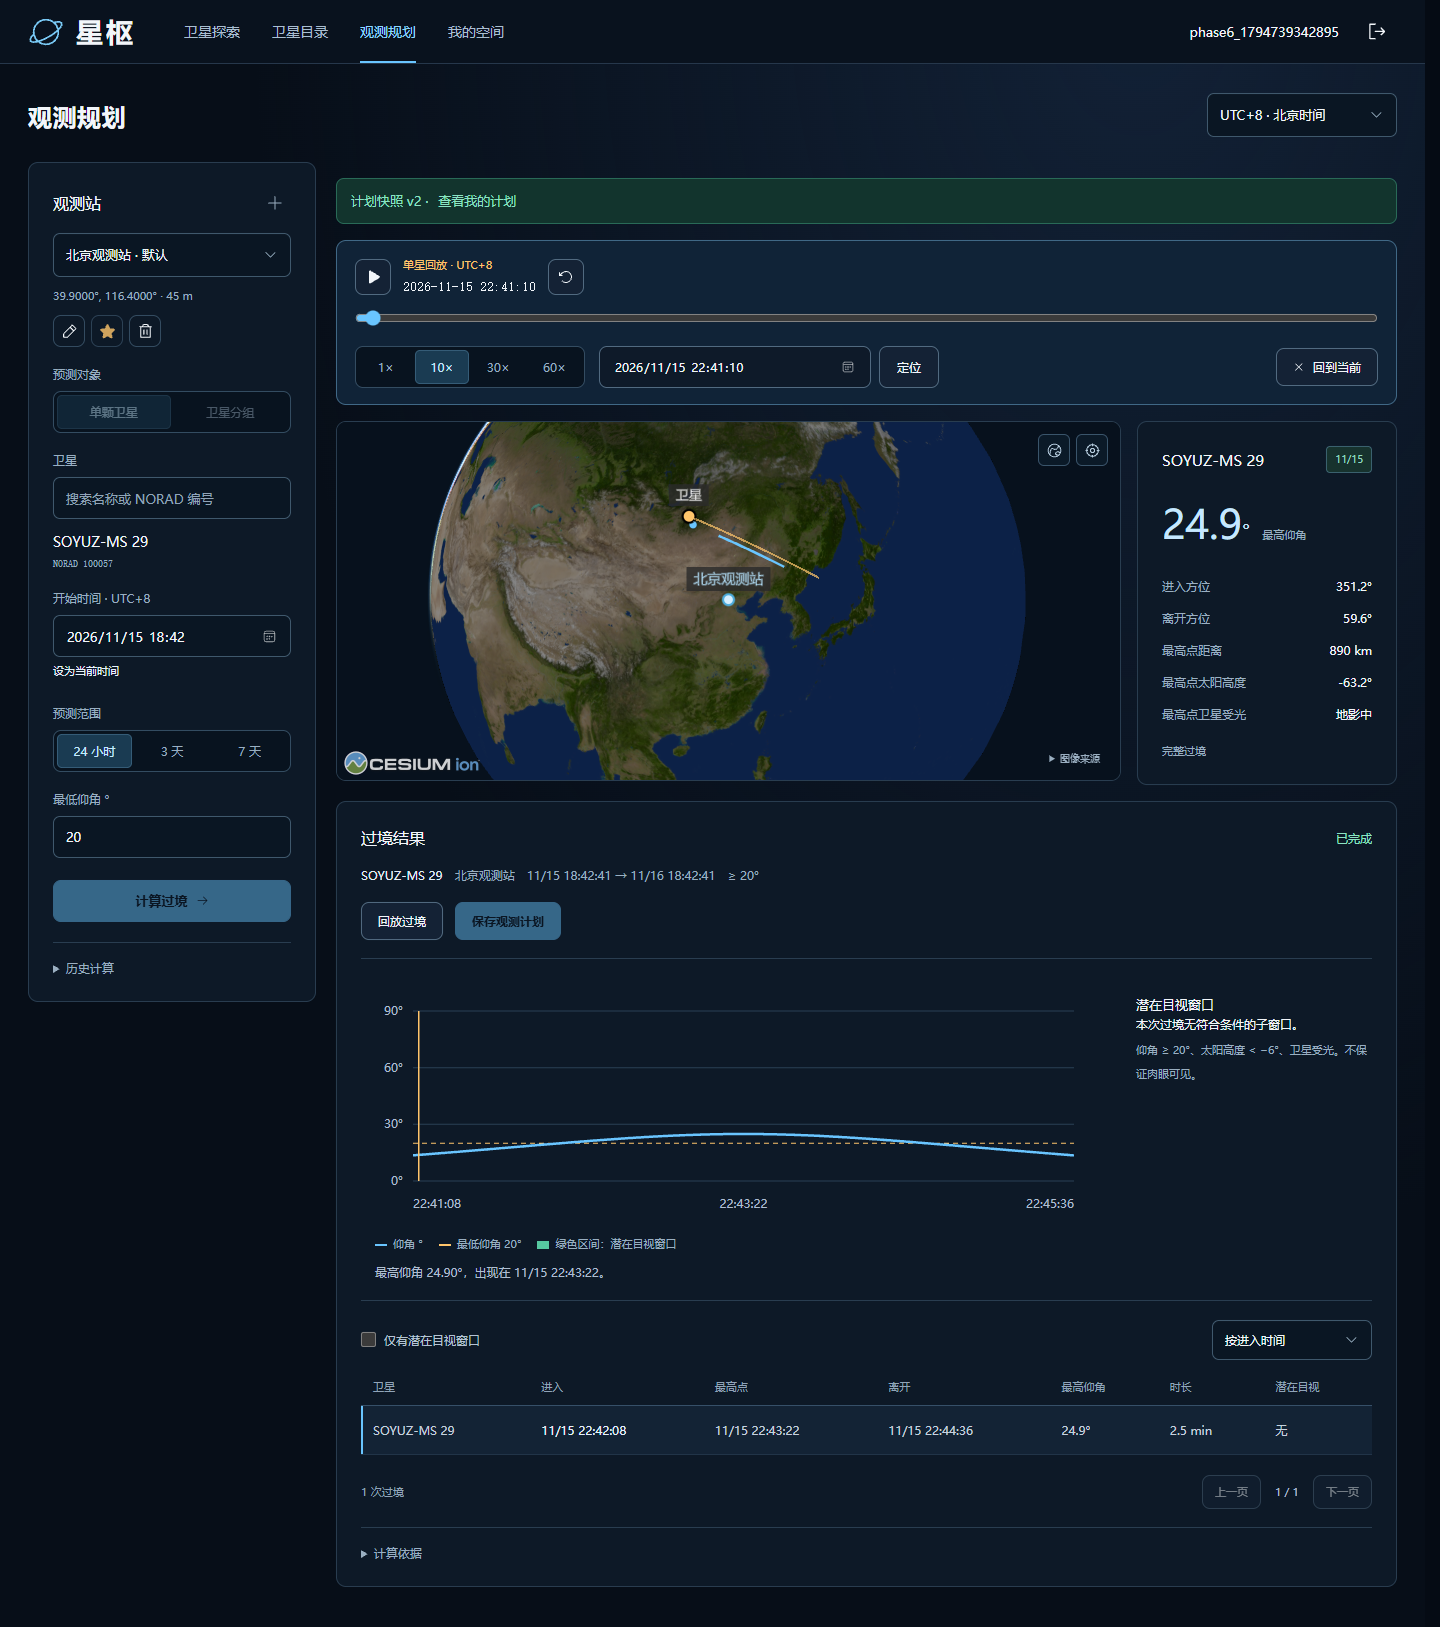 星枢
卫星探索 卫星目录 观测规划 我的空间
phase6_1794739342895
观测规划
UTC+8 · 北京时间
观测站
北京观测站 · 默认
39.9000°, 116.4000° · 45 m
预测对象
单颗卫星 卫星分组
卫星
搜索名称或 NORAD 编号
SOYUZ-MS 29
NORAD 100057
开始时间 · UTC+8
2026/11/15 18:42
设为当前时间
预测范围
24 小时 3 天 7 天
最低仰角 °
20
计算过境 →
历史计算
计划快照 v2 · 查看我的计划
单星回放 · UTC+8
2026-11-15 22:41:10
1× 10× 30× 60×
2026/11/15 22:41:10
定位
× 回到当前
卫星
北京观测站
CESIUM ion
图像来源
SOYUZ-MS 29
11/15
24.9° 最高仰角
进入方位 351.2°
离开方位 59.6°
最高点距离 890 km
最高点太阳高度 -63.2°
最高点卫星受光 地影中
完整过境
过境结果
已完成
SOYUZ-MS 29 北京观测站 11/15 18:42:41 → 11/16 18:42:41 ≥ 20°
回放过境 保存观测计划
90°
60°
30°
0°
22:41:08 22:43:22 22:45:36
仰角 ° 最低仰角 20° 绿色区间：潜在目视窗口
最高仰角 24.90°，出现在 11/15 22:43:22。
潜在目视窗口
本次过境无符合条件的子窗口。
仰角 ≥ 20°、太阳高度 < −6°、卫星受光。不保
证肉眼可见。
仅有潜在目视窗口
按进入时间
卫星 进入 最高点 离开 最高仰角 时长 潜在目视
SOYUZ-MS 29 11/15 22:42:08 11/15 22:43:22 11/15 22:44:36 24.9° 2.5 min 无
1 次过境
上一页 1 / 1 下一页
计算依据